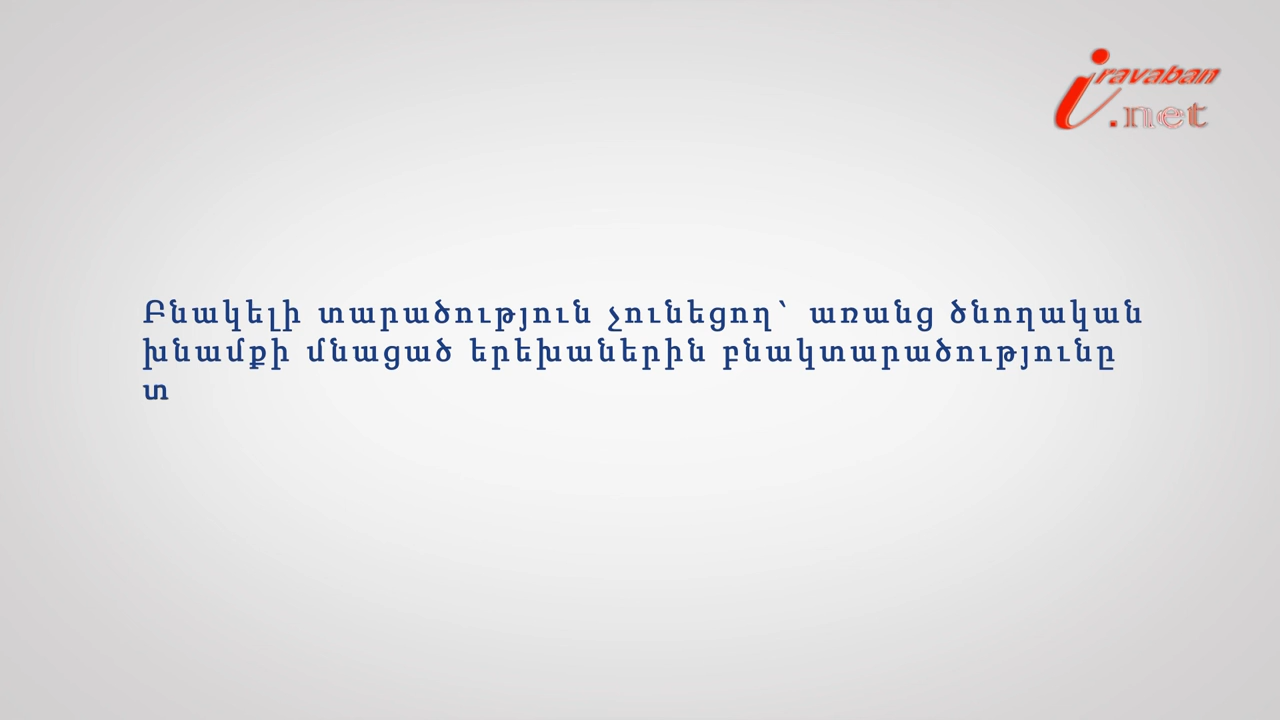 iravaban
.net
Բնակելի տարածություն չունեցող` առանց ծնողական
խնամքի մնացած երեխաներին բնակտարածությունը
տ